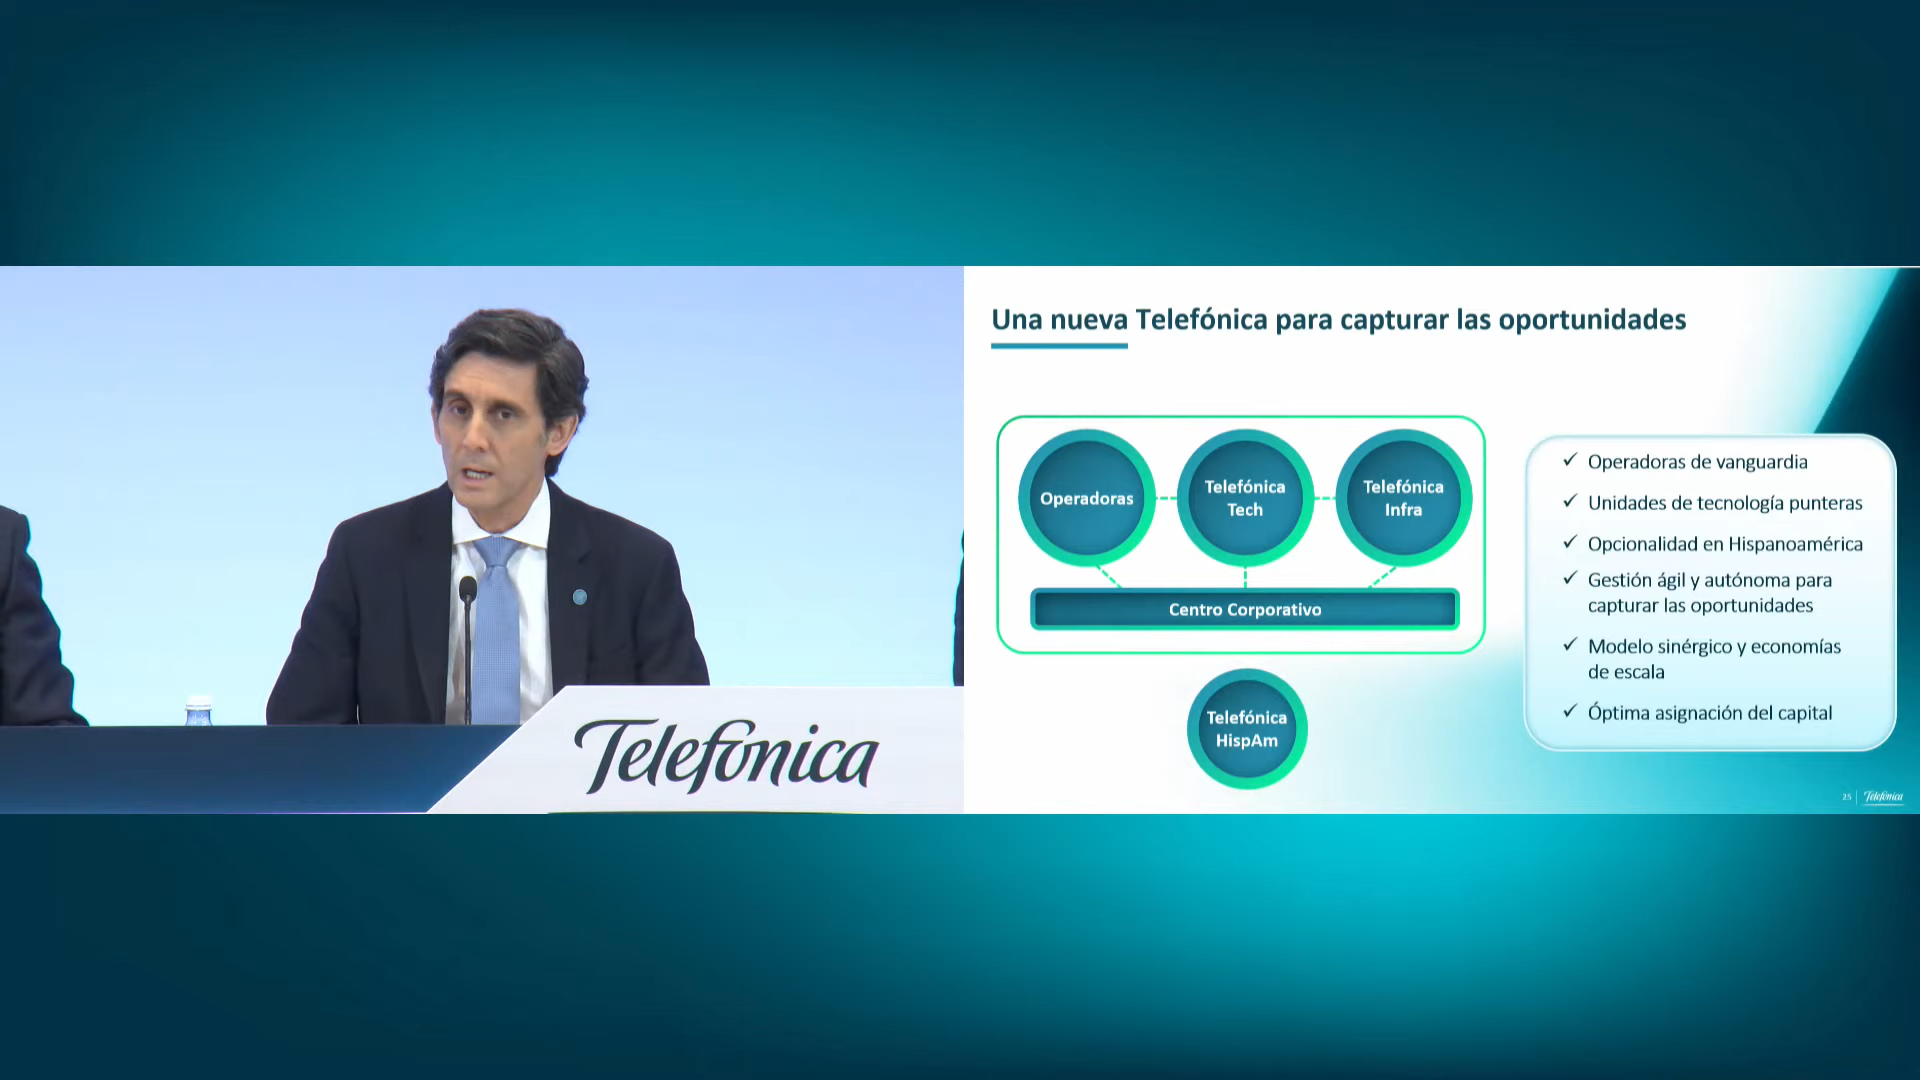 Telefónica
Una nueva Telefónica para capturar las oportunidades
Operadoras
Telefónica
Tech
Telefónica
Infra
Centro Corporativo
Telefónica
HispAm
✓ Operadoras de vanguardia
✓ Unidades de tecnología punteras
✓ Opcionalidad en Hispanoamérica
✓ Gestión ágil y autónoma para
capturar las oportunidades
✓ Modelo sinérgico y economías
de escala
✓ Óptima asignación del capital
25 Telefónica